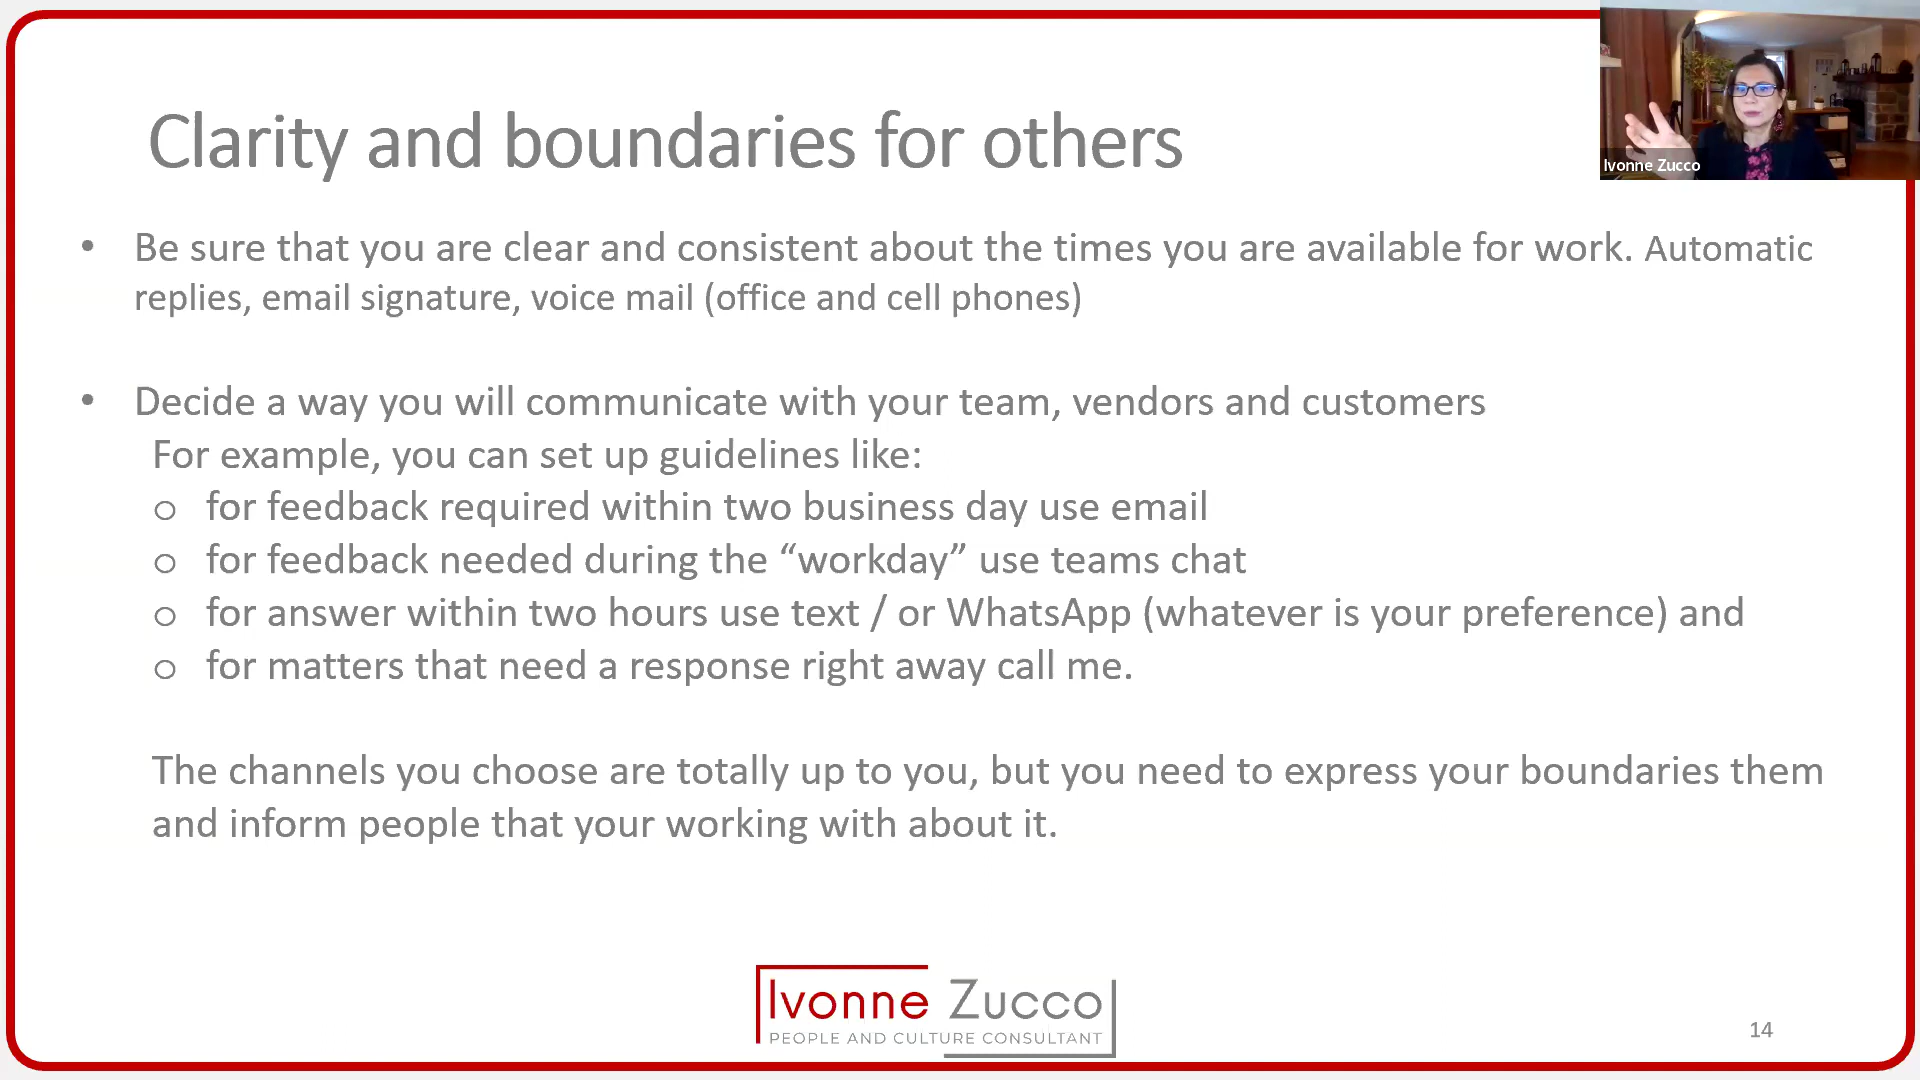 Clarity and boundaries for others
Ivonne Zucco
• Be sure that you are clear and consistent about the times you are available for work. Automatic
replies, email signature, voice mail (office and cell phones)
• Decide a way you will communicate with your team, vendors and customers
For example, you can set up guidelines like:
o for feedback required within two business day use email
o for feedback needed during the “workday” use teams chat
o for answer within two hours use text / or WhatsApp (whatever is your preference) and
o for matters that need a response right away call me.
The channels you choose are totally up to you, but you need to express your boundaries them
and inform people that your working with about it.
Ivonne Zucco
PEOPLE AND CULTURE CONSULTANT
14